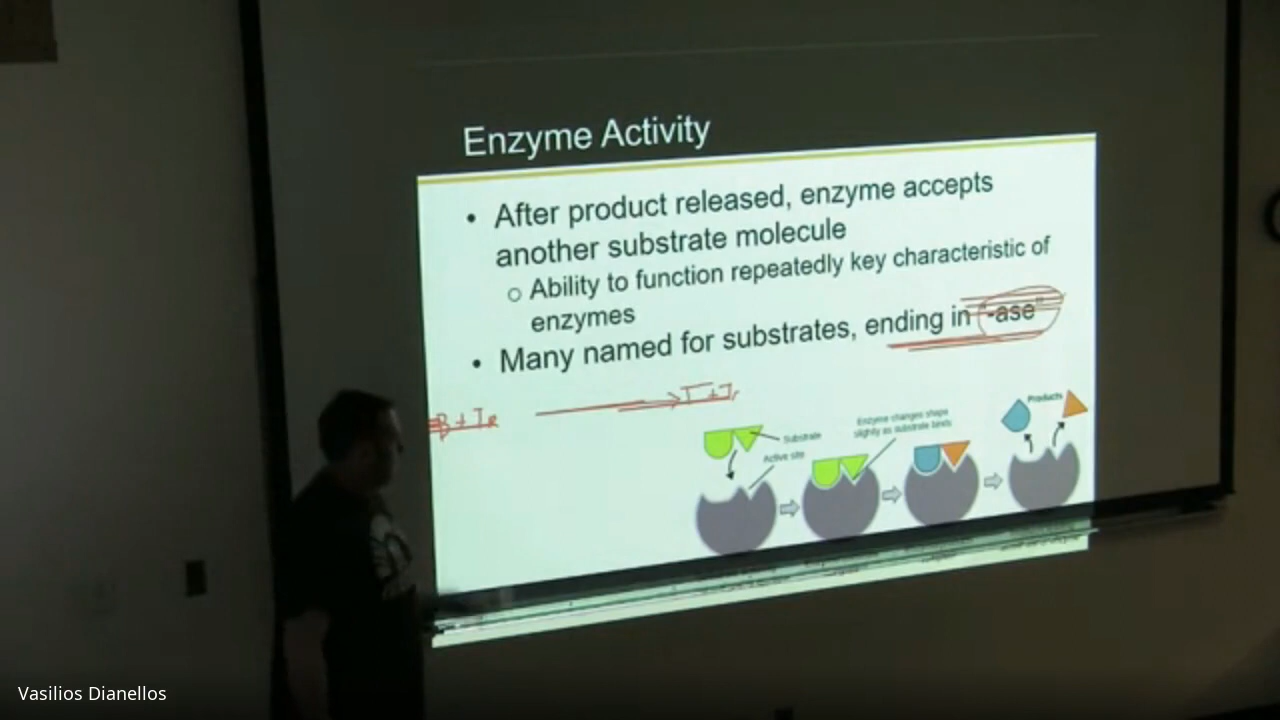 Enzyme Activity
• After product released, enzyme accepts
another substrate molecule
o Ability to function repeatedly key characteristic of
enzymes
• Many named for substrates, ending in "-ase"
Substrate
Active site
Enzyme changes shape
slightly as substrate binds
Products
Vasilios Dianellos